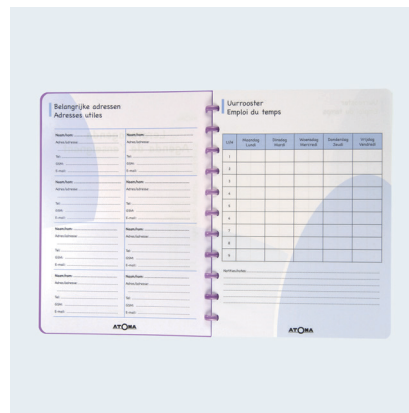 Belangrijke adressen
Adresses utiles
Naam/Nom
Naam/Nom
Adres/Adresse
Adres/Adresse
Tel
Tel
GSM
GSM
E-mail
E-mail
Naam/Nom
Naam/Nom
Adres/Adresse
Adres/Adresse
Tel
Tel
GSM
GSM
E-mail
E-mail
Naam/Nom
Naam/Nom
Adres/Adresse
Adres/Adresse
Tel
Tel
GSM
GSM
E-mail
E-mail
Naam/Nom
Naam/Nom
Adres/Adresse
Adres/Adresse
Tel
Tel
GSM
GSM
E-mail
E-mail
ATOMA
Uurrooster
Emploi du temps
Maandag Dinsdag Woensdag Donderdag Vrijdag
Lundi Mardi Mercredi Jeudi Vendredi
1
2
3
4
5
6
7
8
9
Notities/Notes
ATOMA